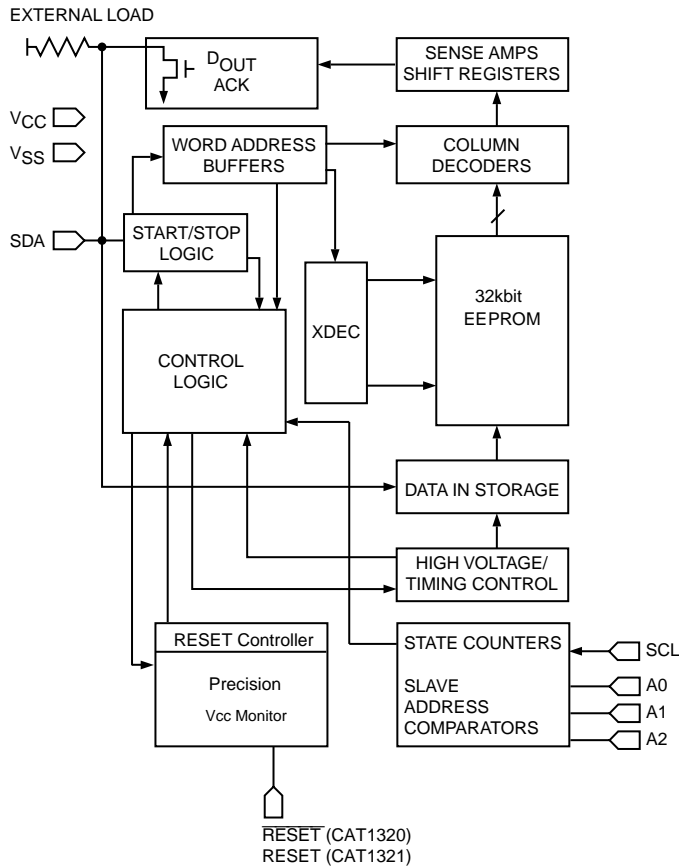 EXTERNAL LOAD
DOUT
ACK
SENSE AMPS
SHIFT REGISTERS
VCC
VSS
WORD ADDRESS
BUFFERS
COLUMN
DECODERS
SDA
START/STOP
LOGIC
XDEC
32kbit
EEPROM
CONTROL
LOGIC
DATA IN STORAGE
HIGH VOLTAGE/
TIMING CONTROL
RESET Controller
Precision
Vcc Monitor
STATE COUNTERS
SLAVE
ADDRESS
COMPARATORS
SCL
A0
A1
A2
RESET (CAT1320)
RESET (CAT1321)